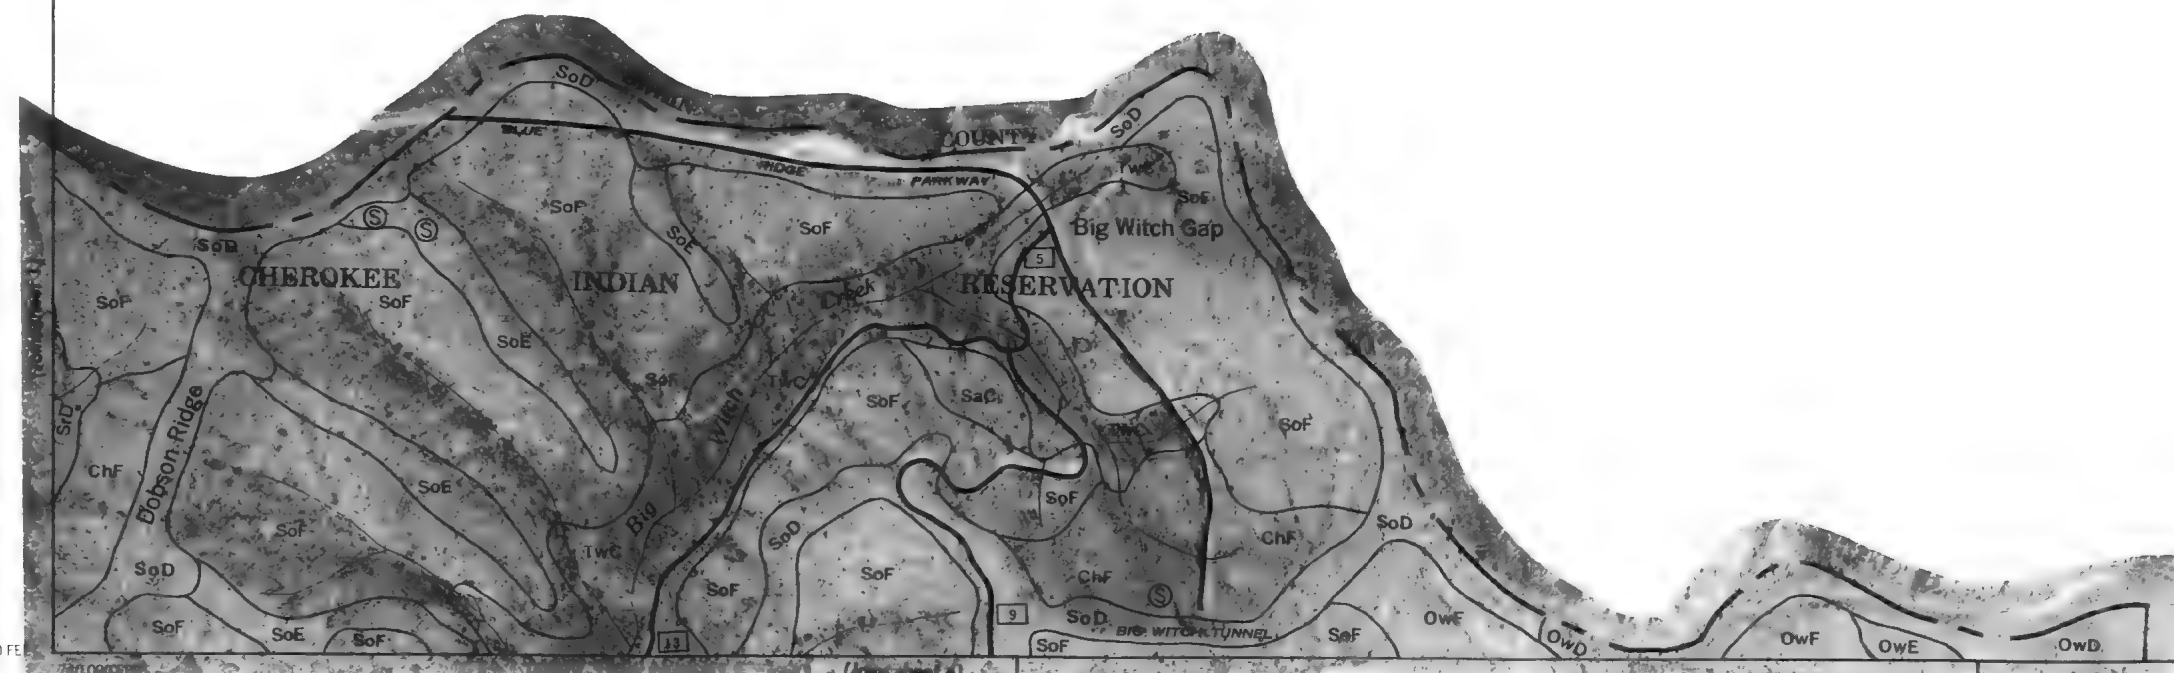 SoD
COUNTY
SoD
BLUE
RIDGE
PARKWAY
TwC
SoF
SoF
SoF
S
S
Big Witch Gap
SoD
SoE
5
CHEROKEE
INDIAN
RESERVATION
SoF
SoF
Creek
SoE
SoF
TwC
Witch
SoF
SaC
SrD
Dobson Ridge
SoF
TwC
ChF
SoE
SoF
Big
SoF
SoD
SoD
ChF
TwC
SoD
SoF
SoF
ChF
S
9
SoD
OwF
SoF
SoE
SoF
13
SoF
BIG WITCH TUNNEL
SoF
OwD
OwF
OwE
OwD